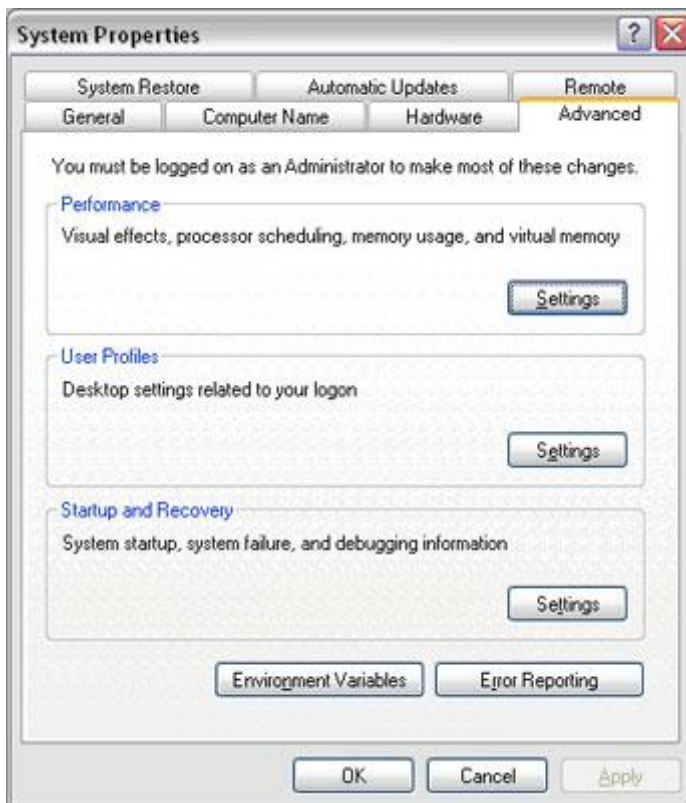 System Properties
System Restore Automatic Updates Remote
General Computer Name Hardware Advanced
You must be logged on as an Administrator to make most of these changes.
Performance
Visual effects, processor scheduling, memory usage, and virtual memory
Settings
User Profiles
Desktop settings related to your logon
Settings
Startup and Recovery
System startup, system failure, and debugging information
Settings
Environment Variables Error Reporting
OK Cancel Apply